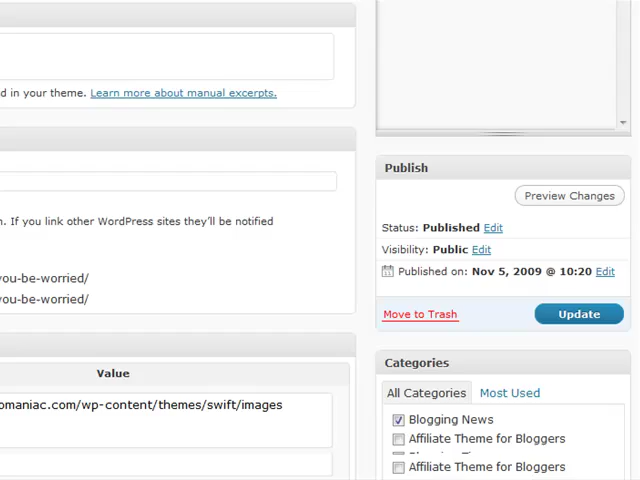 d in your theme. Learn more about manual excerpts.
n. If you link other WordPress sites they'll be notified
you-be-worried/
you-be-worried/
Value
omaniac.com/wp-content/themes/swift/images
Publish
Preview Changes
Status: Published Edit
Visibility: Public Edit
Published on: Nov 5, 2009 @ 10:20 Edit
Move to Trash
Update
Categories
All Categories
Most Used
Blogging News
Affiliate Theme for Bloggers
Affiliate Theme for Bloggers